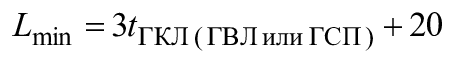 L_min = 3t_ГКЛ (ГВЛ или ГСП) + 20